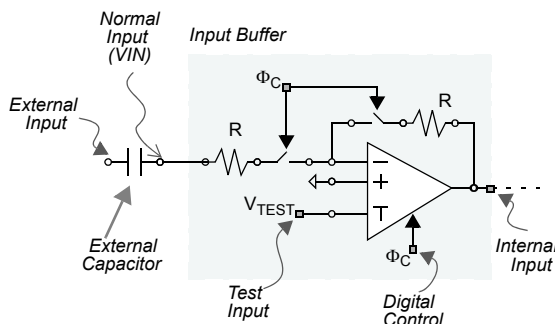 Normal
Input
(VIN)
Input Buffer
External
Input
ΦC
R
R
−
+
T
VTEST
External
Capacitor
Internal
Input
ΦC
Test
Input
Digital
Control